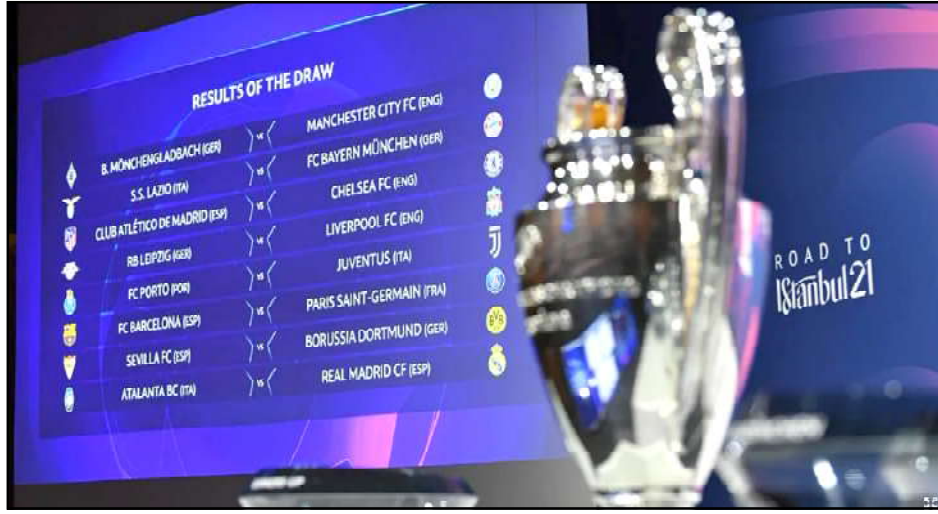 RESULTS OF THE DRAW
B. MÖNCHENGLADBACH (GER) VS MANCHESTER CITY FC (ENG)
S.S. LAZIO (ITA) VS FC BAYERN MÜNCHEN (GER)
CLUB ATLÉTICO DE MADRID (ESP) VS CHELSEA FC (ENG)
RB LEIPZIG (GER) VS LIVERPOOL FC (ENG)
FC PORTO (POR) VS JUVENTUS (ITA)
FC BARCELONA (ESP) VS PARIS SAINT-GERMAIN (FRA)
SEVILLA FC (ESP) VS BORUSSIA DORTMUND (GER)
ATALANTA BC (ITA) VS REAL MADRID CF (ESP)
ROAD TO
IStanbul21